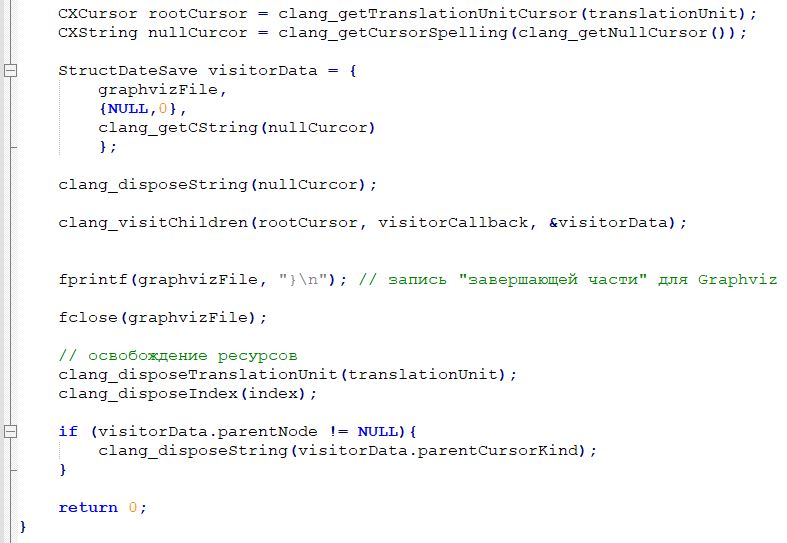 CXCursor rootCursor = clang_getTranslationUnitCursor(translationUnit);
CXString nullCurcor = clang_getCursorSpelling(clang_getNullCursor());
StructDateSave visitorData = {
graphvizFile,
{NULL,0},
clang_getCString(nullCurcor)
};
clang_disposeString(nullCurcor);
clang_visitChildren(rootCursor, visitorCallback, &visitorData);
fprintf(graphvizFile, "}\n"); // запись "завершающей части" для Graphviz
fclose(graphvizFile);
// освобождение ресурсов
clang_disposeTranslationUnit(translationUnit);
clang_disposeIndex(index);
if (visitorData.parentNode != NULL){
clang_disposeString(visitorData.parentCursorKind);
}
return 0;
}